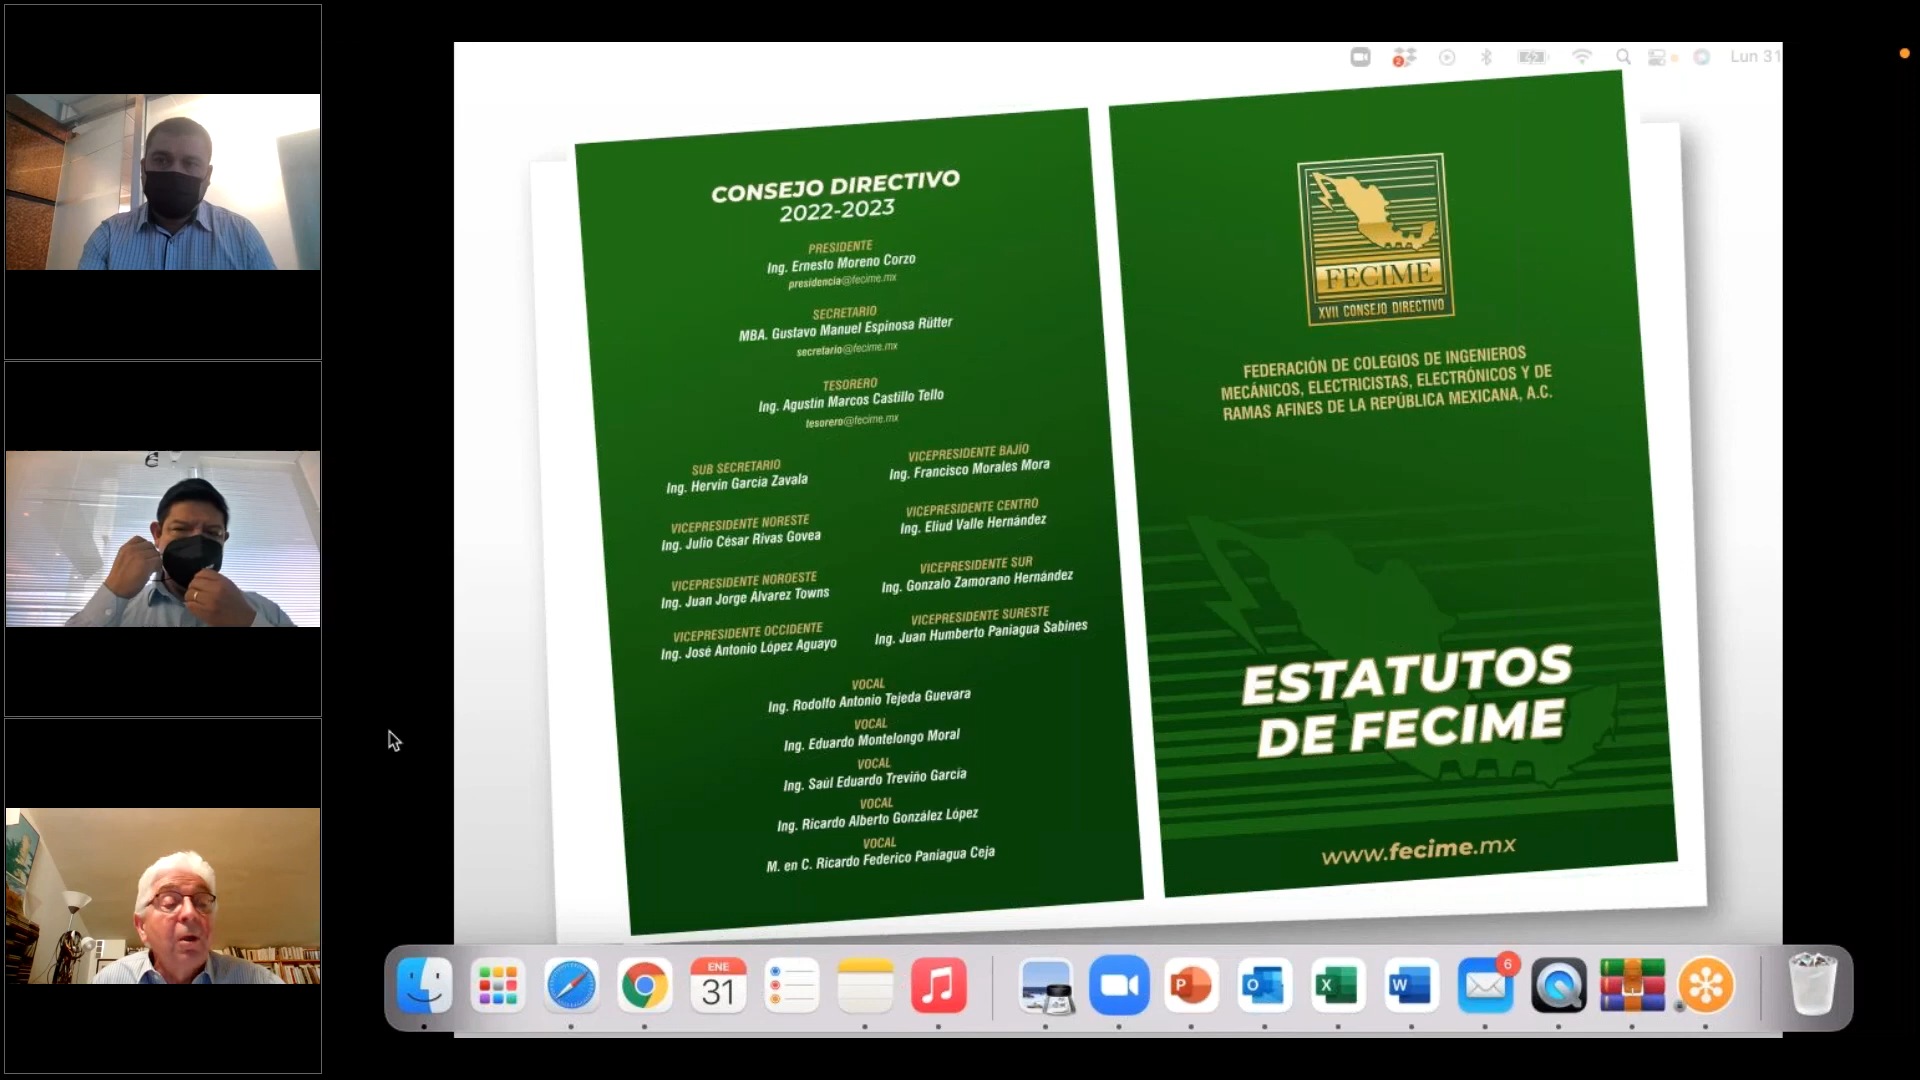 Lun 31
CONSEJO DIRECTIVO
2022-2023
PRESIDENTE
Ing. Ernesto Moreno Corzo
presidencia@fecime.mx
SECRETARIO
MBA. Gustavo Manuel Espinosa Rütter
secretario@fecime.mx
TESORERO
Ing. Agustín Marcos Castillo Tello
tesorero@fecime.mx
SUB SECRETARIO
Ing. Hervin García Zavala
VICEPRESIDENTE NORESTE
Ing. Julio César Rivas Govea
VICEPRESIDENTE NOROESTE
Ing. Juan Jorge Álvarez Towns
VICEPRESIDENTE OCCIDENTE
Ing. José Antonio López Aguayo
VICEPRESIDENTE BAJÍO
Ing. Francisco Morales Mora
VICEPRESIDENTE CENTRO
Ing. Eliud Valle Hernández
VICEPRESIDENTE SUR
Ing. Gonzalo Zamorano Hernández
VICEPRESIDENTE SURESTE
Ing. Juan Humberto Paniagua Sabines
VOCAL
Ing. Rodolfo Antonio Tejeda Guevara
VOCAL
Ing. Eduardo Montelongo Moral
VOCAL
Ing. Saúl Eduardo Treviño García
VOCAL
Ing. Ricardo Alberto González López
VOCAL
M. en C. Ricardo Federico Paniagua Ceja
FECIME
XVII CONSEJO DIRECTIVO
FEDERACIÓN DE COLEGIOS DE INGENIEROS
MECÁNICOS, ELECTRICISTAS, ELECTRÓNICOS Y DE
RAMAS AFINES DE LA REPÚBLICA MEXICANA, A.C.
ESTATUTOS
DE FECIME
www.fecime.mx
ENE
31
P
O
X
W
6
2